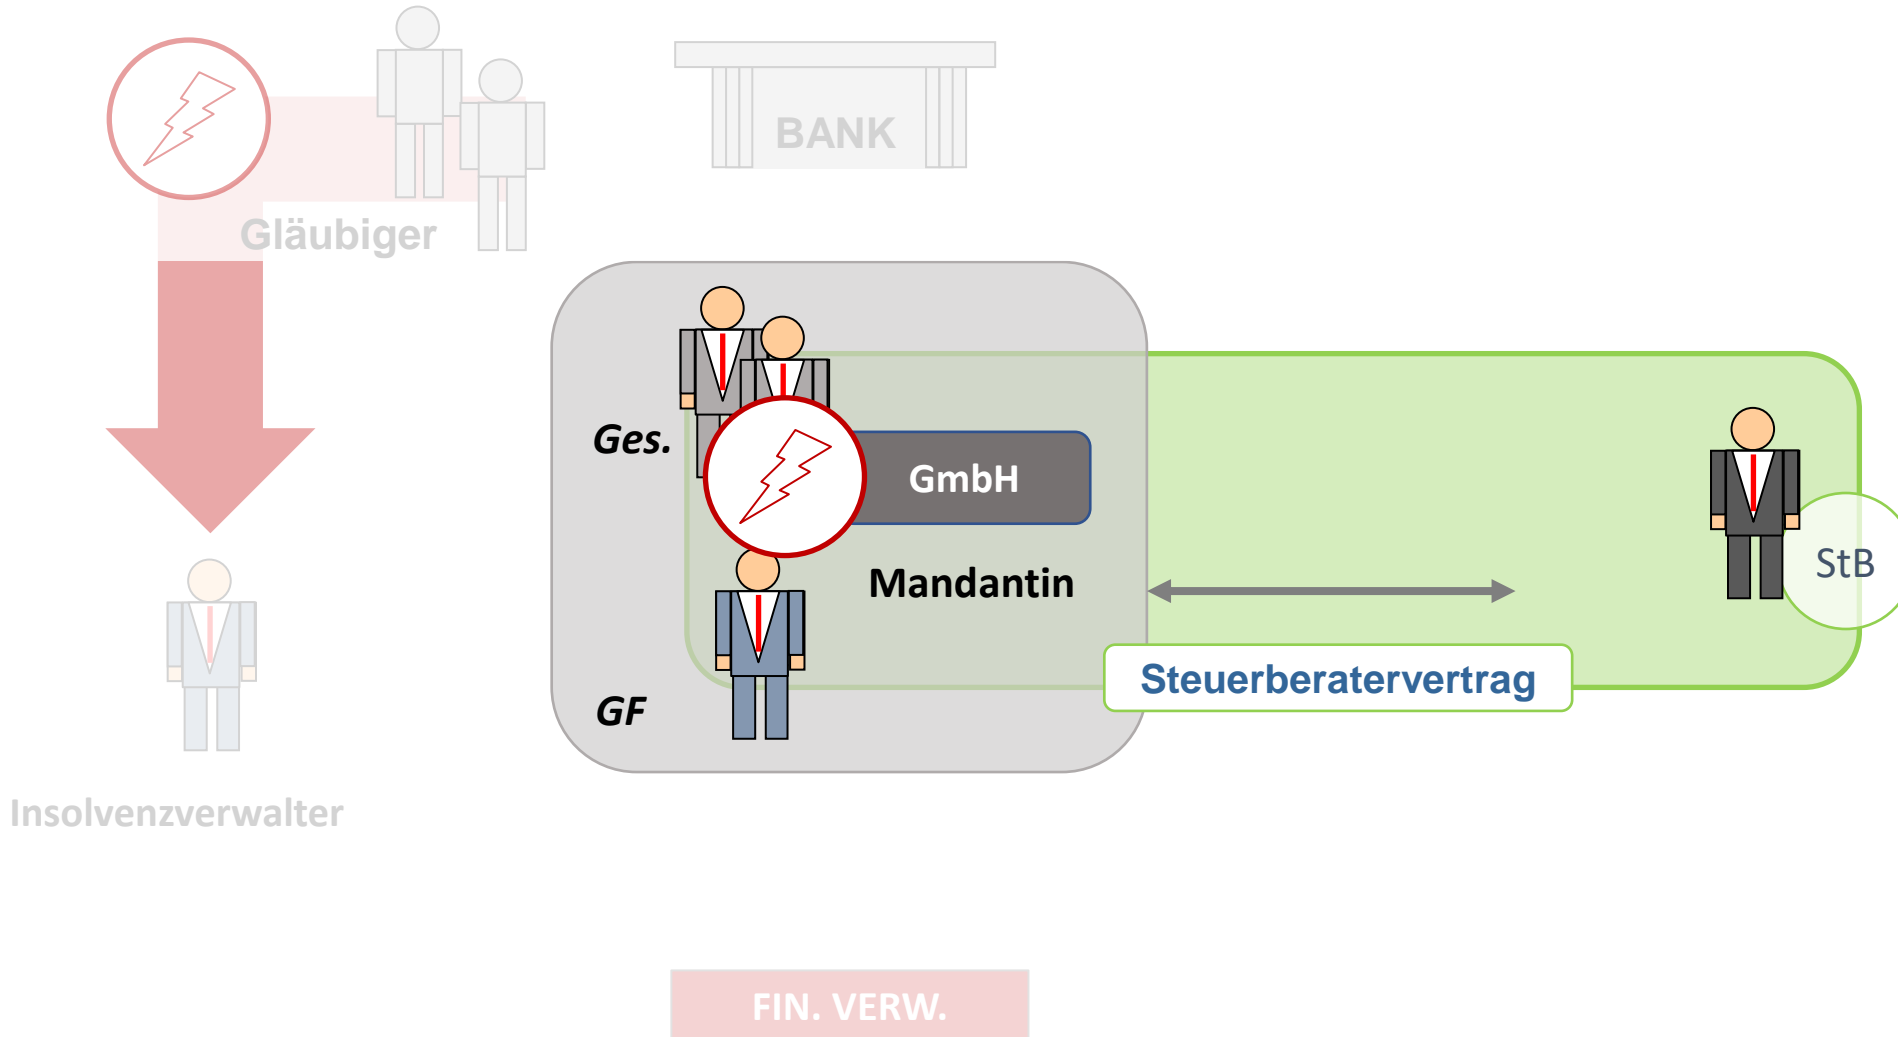 BANK
Gläubiger
Ges.
GmbH
StB
Mandantin
Steuerberatervertrag
GF
Insolvenzverwalter
FIN. VERW.